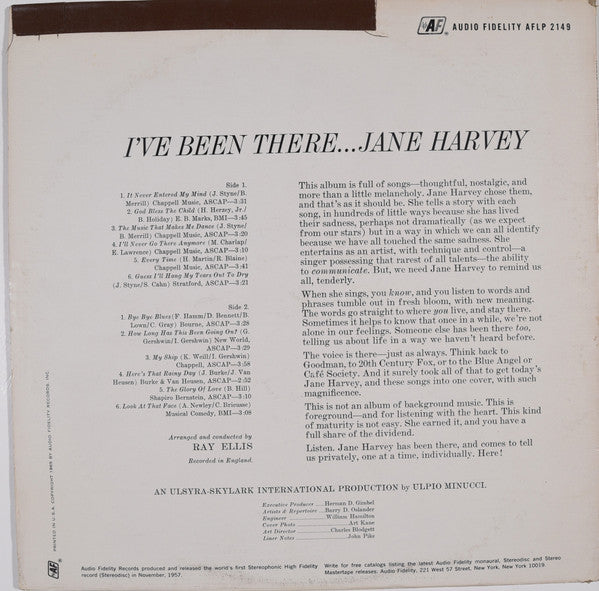 AF AUDIO FIDELITY AFLP 2149
I'VE BEEN THERE...JANE HARVEY
Side 1.
1. It Never Entered My Mind (J. Styne/B.
Merrill) Chappell Music, ASCAP—3:31
2. God Bless The Child (H. Herzey, Jr./
B. Holiday) E. B. Marks, BMI—3:45
3. The Music That Makes Me Dance (J. Styne/
B. Merrill) Chappell Music, ASCAP—3:20
4. I'll Never Go There Anymore (M. Charlap/
E. Lawrence) Chappell Music, ASCAP—3:10
5. Every Time (H. Martin/R. Blaine)
Chappell Music, ASCAP—3:41
6. Guess I'll Hang My Tears Out To Dry
(J. Styne/S. Cahn) Stratford, ASCAP—3:21
Side 2.
1. Bye Bye Blues (F. Hamm/D. Bennett/B.
Lown/C. Gray) Bourne, ASCAP—3:28
2. How Long Has This Been Going On? (G.
Gershwin/I. Gershwin) New World,
ASCAP—3:29
3. My Ship (K. Weill/I. Gershwin)
Chappell, ASCAP—3:58
4. Here's That Rainy Day (J. Burke/J. Van
Heusen) Burke & Van Heusen, ASCAP—2:52
5. The Glory Of Love (B. Hill)
Shapiro Bernstein, ASCAP—3:10
6. Look At That Face (A. Newley/C. Bricusse)
Musical Comedy, BMI—3:08
Arranged and conducted by
RAY ELLIS
Recorded in England.
This album is full of songs—thoughtful, nostalgic, and
more than a little melancholy. Jane Harvey chose them,
and that's as it should be. She tells a story with each
song, in hundreds of little ways because she has lived
their sadness, perhaps not dramatically (as we expect
from our stars) but in a way in which we can all identify
because we have all touched the same sadness. She
entertains as an artist, with technique and control—a
singer possessing that rarest of all talents—the ability
to communicate. But, we need Jane Harvey to remind us
all, tenderly.
When she sings, you know, and you listen to words and
phrases tumble out in fresh bloom, with new meaning.
The words go straight to where you live, and stay there.
Sometimes it helps to know that once in a while, we're not
alone in our feelings. Someone else has been there too,
telling us about life in a way we haven't heard before.
The voice is there—just as always. Think back to
Goodman, to 20th Century Fox, or to the Blue Angel or
Café Society. And it surely took all of that to get today's
Jane Harvey, and these songs into one cover, with such
magnificence.
This is not an album of background music. This is
foreground—and for listening with the heart. This kind
of maturity is not easy. She earned it, and you have a
full share of the dividend.
Listen. Jane Harvey has been there, and comes to tell
us privately, one at a time, individually. Here!
AN ULSYRA-SKYLARK INTERNATIONAL PRODUCTION by ULPIO MINUCCI.
Executive Producer ....Herman D. Gimbel
Artists & Repertoire ...Barry D. Oslander
Engineer ................William Hamilton
Cover Photo ......................Art Kane
Art Director ...............Charles Blodgett
Liner Notes .......................John Pike
PRINTED IN U.S.A. COPYRIGHT BY AUDIO FIDELITY RECORDS, INC.
AF
Audio Fidelity Records produced and released the world's first Stereophonic High Fidelity
record (Stereodisc) in November, 1957.
Write for free catalogs listing the latest Audio Fidelity monaural, Stereodisc and Stereo
Mastertape releases. Audio Fidelity, 221 West 57 Street, New York, New York 10019.